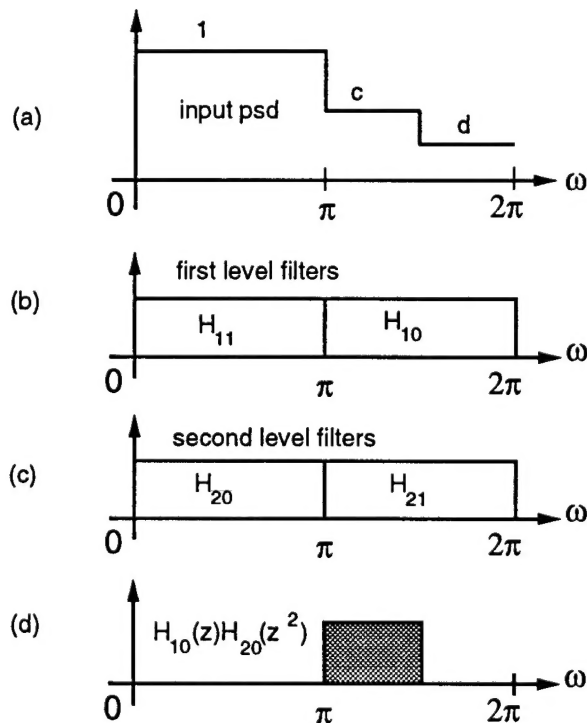 1
c
(a)
input psd
d
0
π
2π
ω
first level filters
(b)
H11
H10
0
π
2π
ω
second level filters
(c)
H20
H21
0
π
2π
ω
(d)
H10(z)H20(z2)
0
π
2π
ω